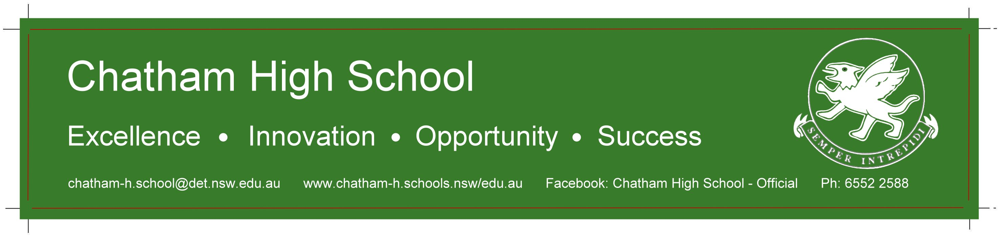 Chatham High School
Excellence • Innovation • Opportunity • Success
SEMPER INTREPIDI
chatham-h.school@det.nsw.edu.au www.chatham-h.schools.nsw/edu.au Facebook: Chatham High School - Official Ph: 6552 2588